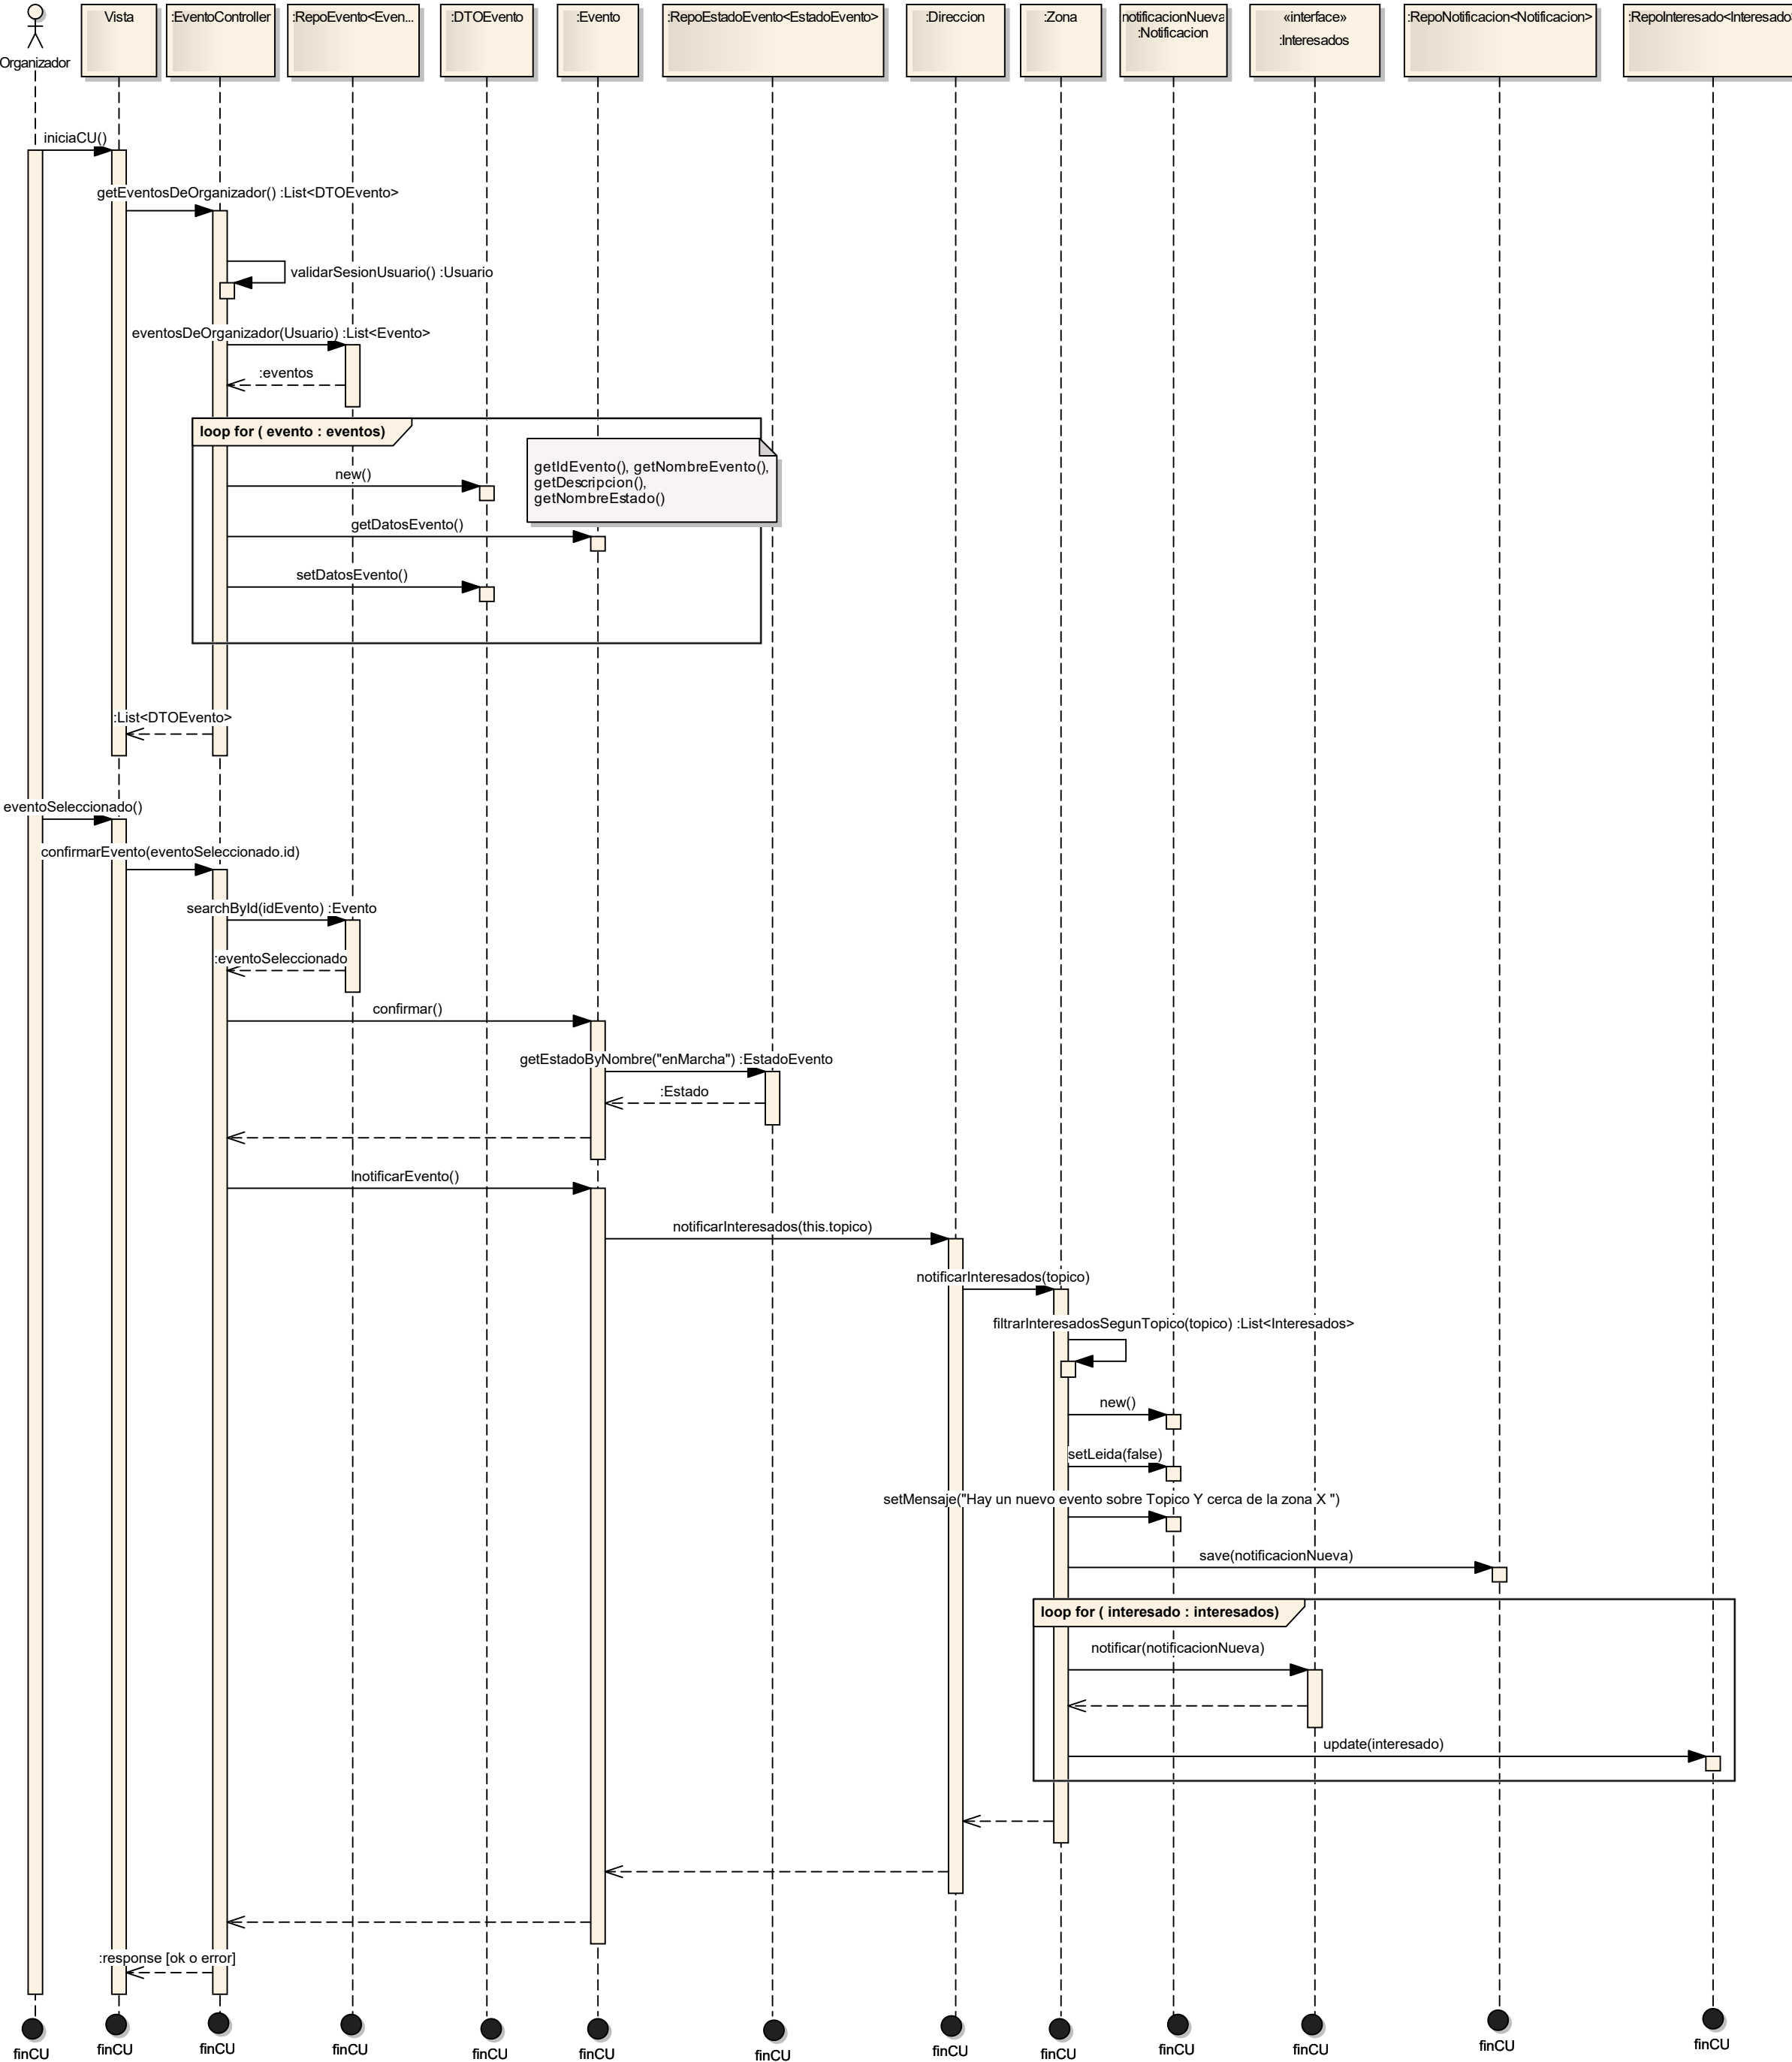 Organizador
Vista
:EventoController
:RepoEvento<Even...
:DTOEvento
:Evento
:RepoEstadoEvento<EstadoEvento>
:Direccion
:Zona
notificacionNueva
:Notificacion
«interface»
:Interesados
:RepoNotificacion<Notificacion>
:RepoInteresado<Interesado
iniciaCU()
getEventosDeOrganizador() :List<DTOEvento>
validarSesionUsuario() :Usuario
eventosDeOrganizador(Usuario) :List<Evento>
:eventos
loop for ( evento : eventos)
getIdEvento(), getNombreEvento(),
getDescripcion(),
getNombreEstado()
new()
getDatosEvento()
setDatosEvento()
:List<DTOEvento>
eventoSeleccionado()
confirmarEvento(eventoSeleccionado.id)
searchById(idEvento) :Evento
:eventoSeleccionado
confirmar()
getEstadoByNombre("enMarcha") :EstadoEvento
:Estado
notificarEvento()
notificarInteresados(this.topico)
notificarInteresados(topico)
filtrarInteresadosSegunTopico(topico) :List<Interesados>
new()
setLeida(false)
setMensaje("Hay un nuevo evento sobre Topico Y cerca de la zona X ")
save(notificacionNueva)
loop for ( interesado : interesados)
notificar(notificacionNueva)
update(interesado)
:response [ok o error]
finCU
finCU
finCU
finCU
finCU
finCU
finCU
finCU
finCU
finCU
finCU
finCU
finCU